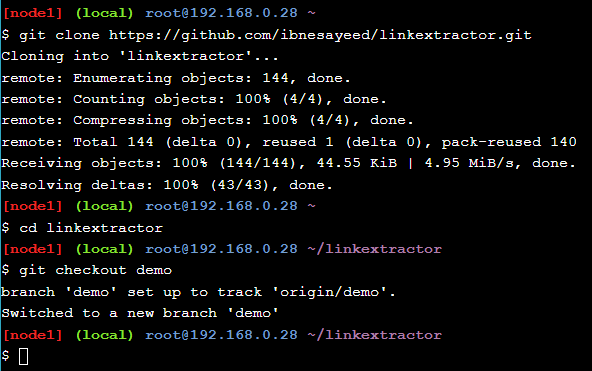 [node1] (local) root@192.168.0.28 ~
$ git clone https://github.com/ibnesayeed/linkextractor.git
Cloning into 'linkextractor'...
remote: Enumerating objects: 144, done.
remote: Counting objects: 100% (4/4), done.
remote: Compressing objects: 100% (4/4), done.
remote: Total 144 (delta 0), reused 1 (delta 0), pack-reused 140
Receiving objects: 100% (144/144), 44.55 KiB | 4.95 MiB/s, done.
Resolving deltas: 100% (43/43), done.
[node1] (local) root@192.168.0.28 ~
$ cd linkextractor
[node1] (local) root@192.168.0.28 ~/linkextractor
$ git checkout demo
branch 'demo' set up to track 'origin/demo'.
Switched to a new branch 'demo'
[node1] (local) root@192.168.0.28 ~/linkextractor
$